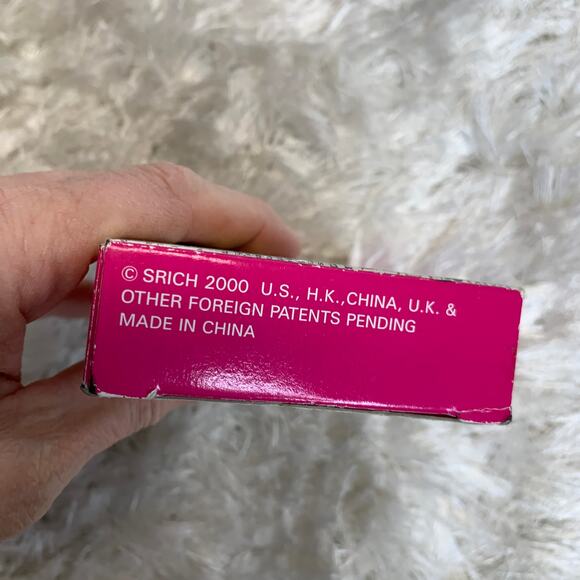 © SRICH 2000 U.S., H.K.,CHINA, U.K. &
OTHER FOREIGN PATENTS PENDING
MADE IN CHINA